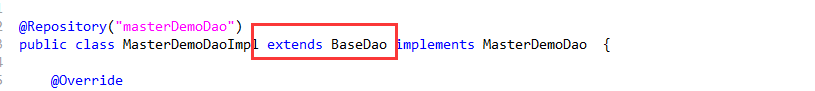 @Repository("masterDemoDao")
public class MasterDemoDaoImpl extends BaseDao implements MasterDemoDao  {
@Override